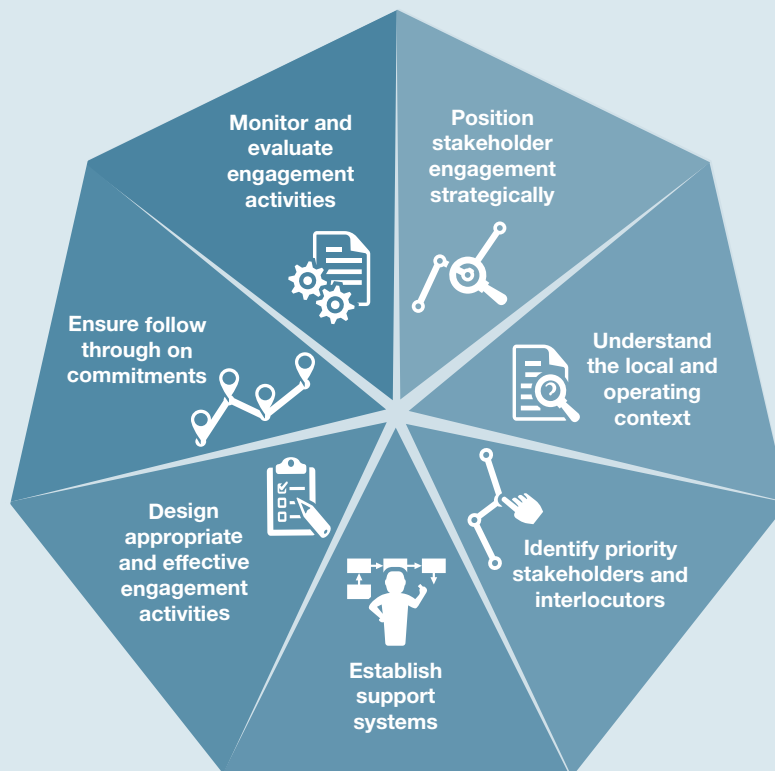 Position
stakeholder
engagement
strategically
Understand
the local and
operating
context
Identify priority
stakeholders and
interlocutors
Establish
support
systems
Design
appropriate
and effective
engagement
activities
Ensure follow
through on
commitments
Monitor and
evaluate
engagement
activities